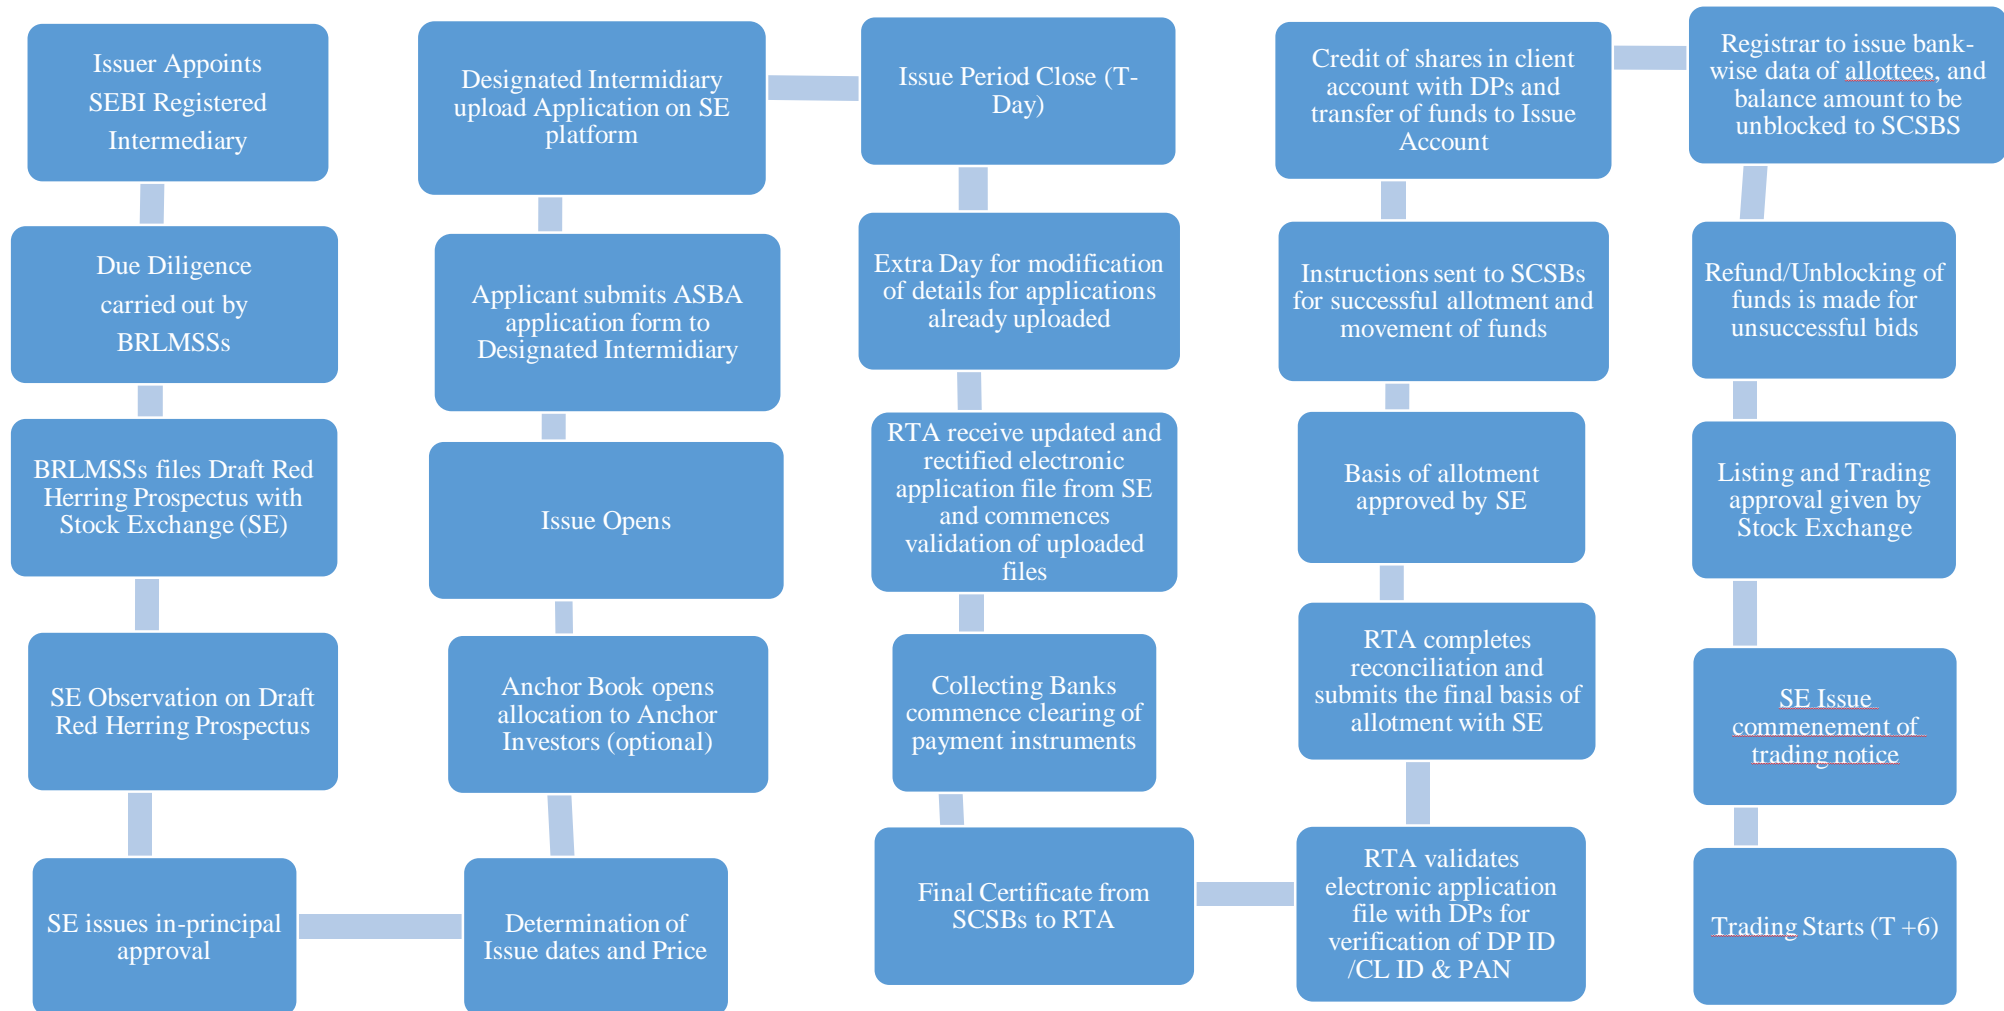 Issuer Appoints
SEBI Registered
Intermediary
Due Diligence
carried out by
BRLMSSs
BRLMSSs files Draft Red
Herring Prospectus with
Stock Exchange (SE)
SE Observation on Draft
Red Herring Prospectus
SE issues in-principal
approval
Determination of
Issue dates and Price
Anchor Book opens
allocation to Anchor
Investors (optional)
Issue Opens
Applicant submits ASBA
application form to
Designated Intermidiary
Designated Intermidiary
upload Application on SE
platform
Issue Period Close (T-
Day)
Extra Day for modification
of details for applications
already uploaded
RTA receive updated and
rectified electronic
application file from SE
and commences
validation of uploaded
files
Collecting Banks
commence clearing of
payment instruments
Final Certificate from
SCSBs to RTA
RTA validates
electronic application
file with DPs for
verification of DP ID
/CL ID & PAN
RTA completes
reconciliation and
submits the final basis of
allotment with SE
Basis of allotment
approved by SE
Instructions sent to SCSBs
for successful allotment and
movement of funds
Credit of shares in client
account with DPs and
transfer of funds to Issue
Account
Registrar to issue bank-
wise data of allottees, and
balance amount to be
unblocked to SCSBS
Refund/Unblocking of
funds is made for
unsuccessful bids
Listing and Trading
approval given by
Stock Exchange
SE Issue
commenement of
trading notice
Trading Starts (T +6)